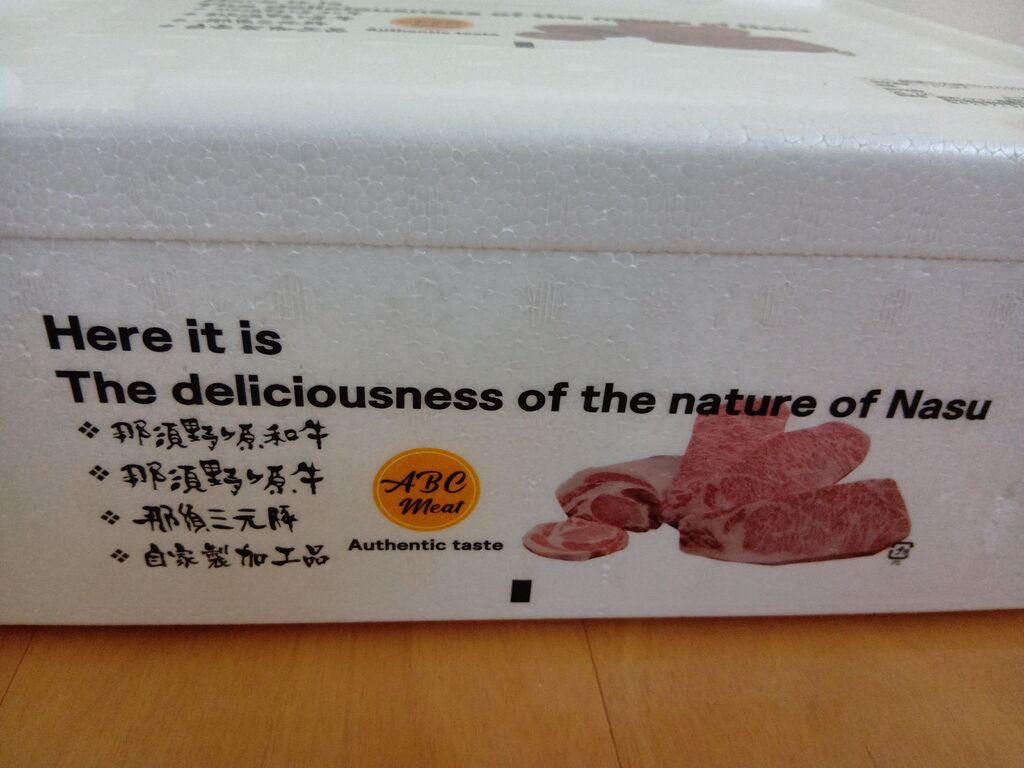 Authentic taste
Here it is
The deliciousness of the nature of Nasu
❖ 那須野ヶ原和牛
❖ 那須野ヶ原牛
❖ 那須三元豚
❖ 自家製加工品
ABC
Meat
Authentic taste
プラ